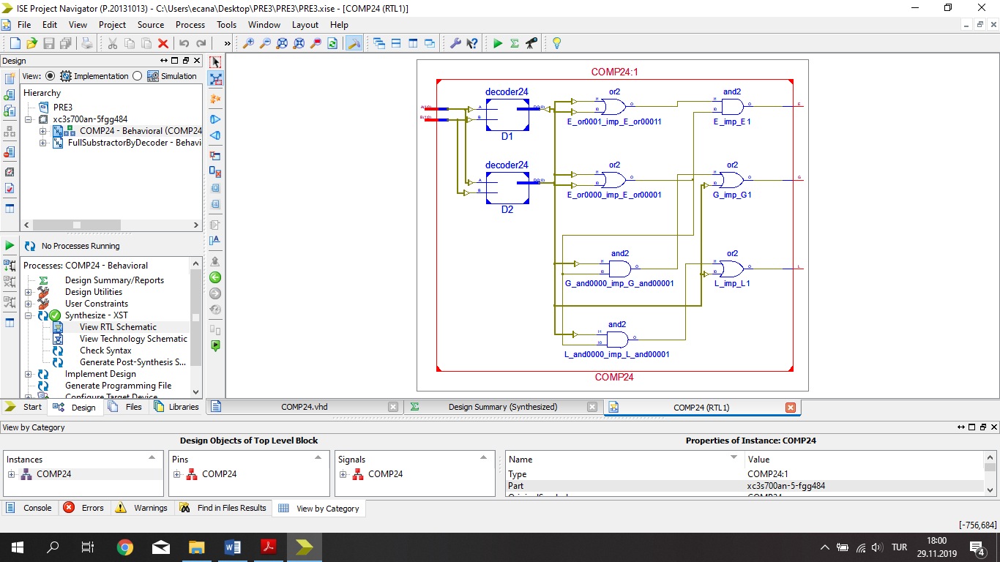 ISE Project Navigator (P.20131013) - C:\Users\ecana\Desktop\PRE3\PRE3\PRE3.xise - [COMP24 (RTL1)]
File Edit View Project Source Process Tools Window Layout Help
Design
View: Implementation Simulation
Hierarchy
PRE3
xc3s700an-5fgg484
COMP24 - Behavioral (COMP24
FullSubstractorByDecoder - Behavi
No Processes Running
Processes: COMP24 - Behavioral
Design Summary/Reports
Design Utilities
User Constraints
Synthesize - XST
View RTL Schematic
View Technology Schematic
Check Syntax
Generate Post-Synthesis S...
Implement Design
Generate Programming File
Configure Target Device
Start Design Files Libraries
COMP24:1
decoder24 or2 and2
A(1:0)
B(1:0)
A
B
D1
E_or0001_imp_E_or00011 E_imp_E1
E
decoder24 or2 or2
A
B
D2
E_or0000_imp_E_or00001 G_imp_G1
G
and2 or2
G_and0000_imp_G_and00001 L_imp_L1
L
and2
I1
I0
O
L_and0000_imp_L_and00001
COMP24
COMP24.vhd Design Summary (Synthesized) COMP24 (RTL1)
View by Category
Design Objects of Top Level Block Properties of Instance: COMP24
Instances Pins Signals Name Value
COMP24 COMP24 COMP24 Type COMP24:1
Part xc3s700an-5-fgg484
Console Errors Warnings Find in Files Results View by Category
[-756,684]
TUR
18:00
29.11.2019
4